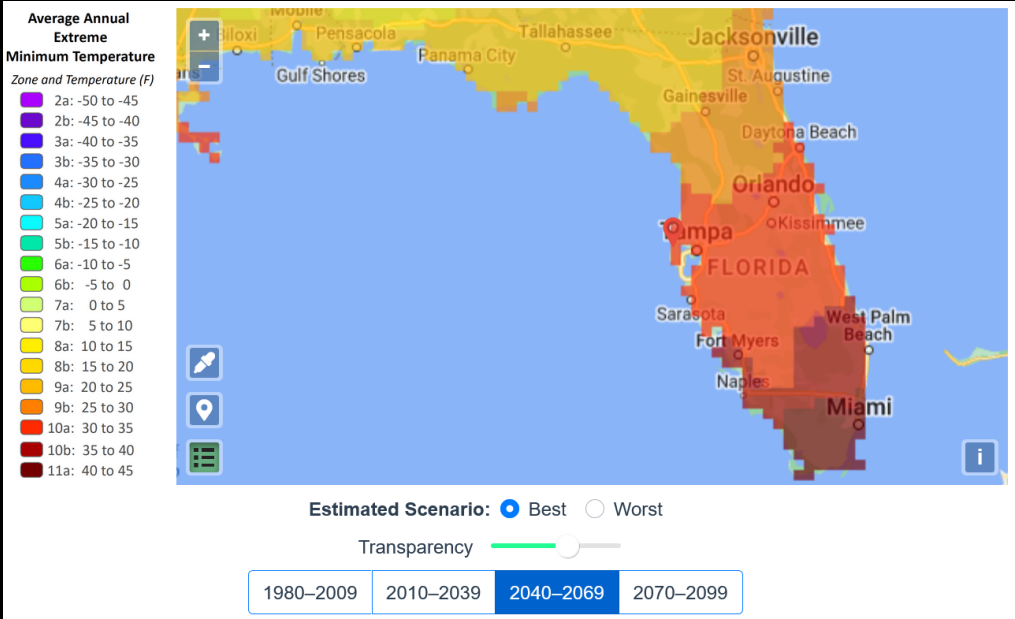 Average Annual
Extreme
Minimum Temperature
Zone and Temperature (F)
2a: -50 to -45
2b: -45 to -40
3a: -40 to -35
3b: -35 to -30
4a: -30 to -25
4b: -25 to -20
5a: -20 to -15
5b: -15 to -10
6a: -10 to -5
6b: -5 to 0
7a: 0 to 5
7b: 5 to 10
8a: 10 to 15
8b: 15 to 20
9a: 20 to 25
9b: 25 to 30
10a: 30 to 35
10b: 35 to 40
11a: 40 to 45
+
−
Mobile
Biloxi
Pensacola
Tallahassee
Jacksonville
Panama City
Gulf Shores
St. Augustine
Gainesville
Daytona Beach
Orlando
Kissimmee
Tampa
FLORIDA
Sarasota
West Palm
Beach
Fort Myers
Naples
Miami
i
Estimated Scenario: Best Worst
Transparency
1980–2009 2010–2039 2040–2069 2070–2099